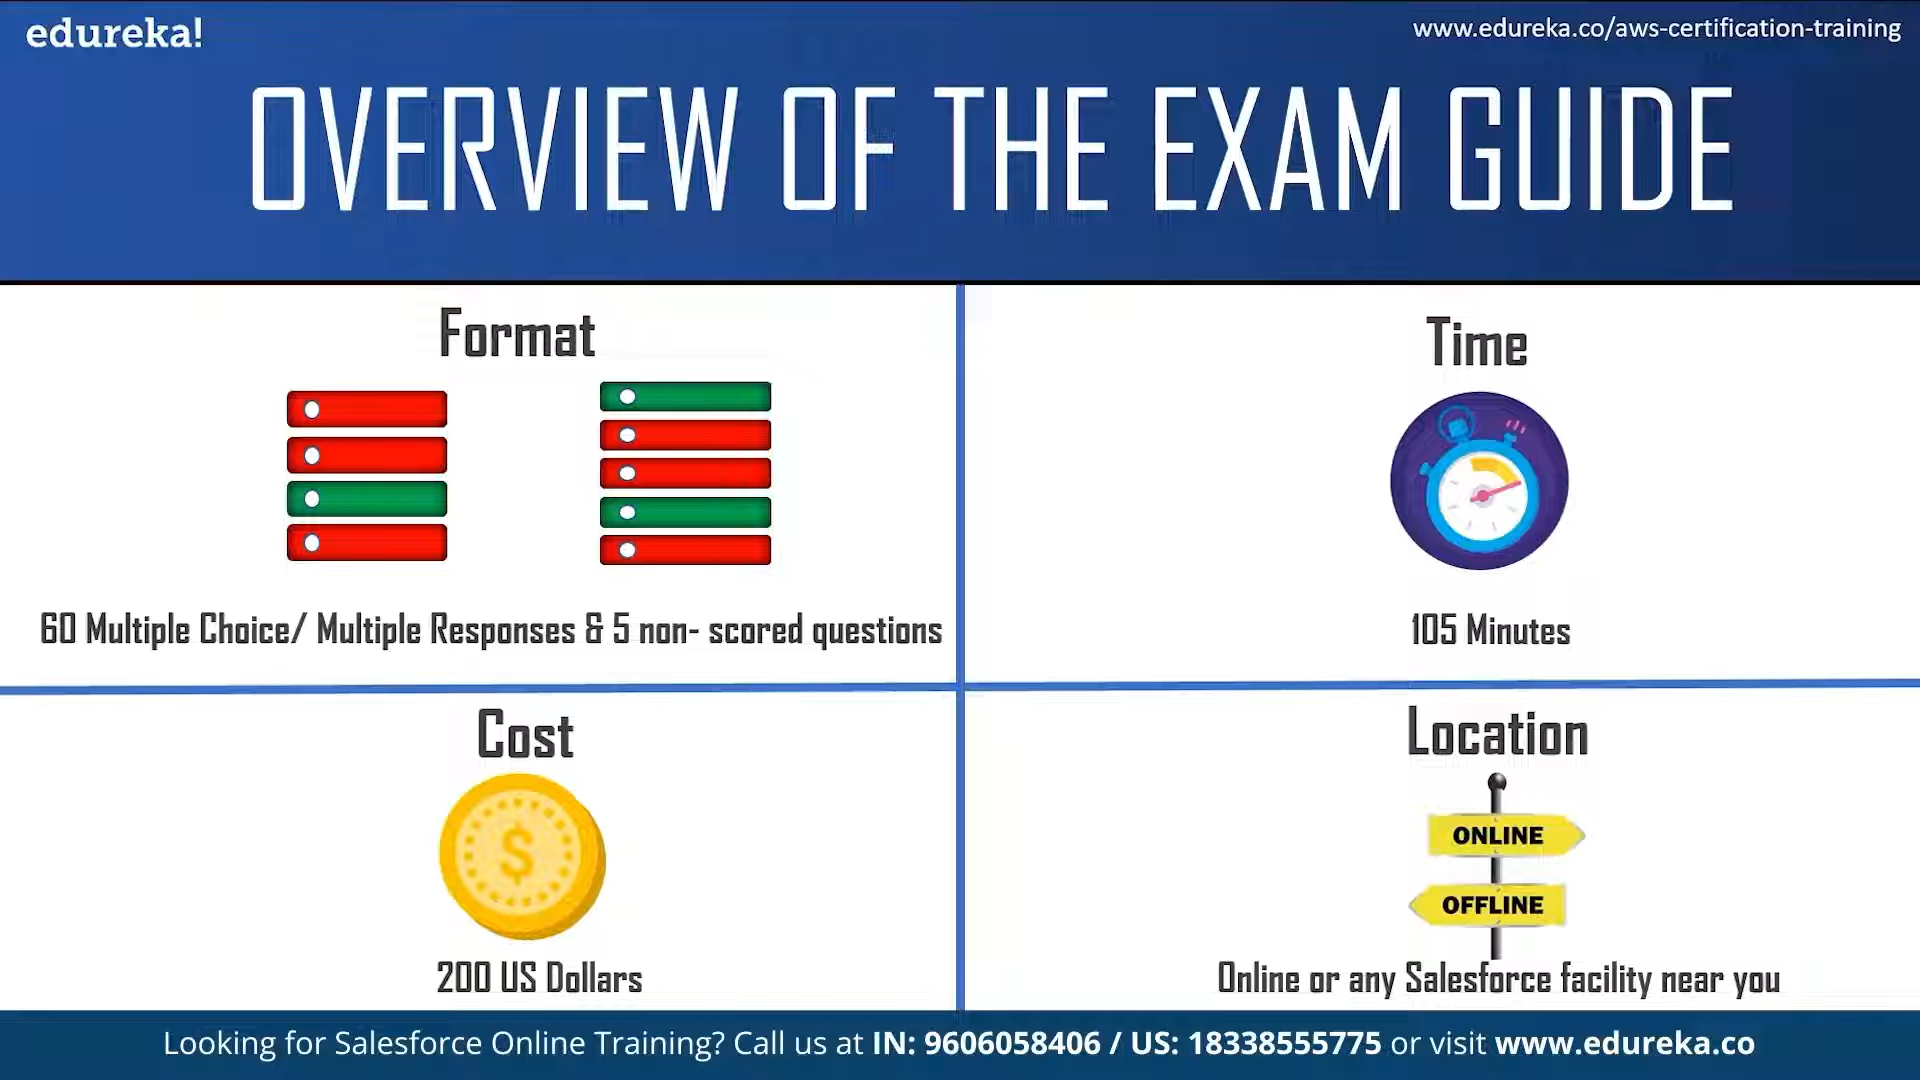 edureka!
www.edureka.co/aws-certification-training
OVERVIEW OF THE EXAM GUIDE
Format
60 Multiple Choice/ Multiple Responses & 5 non- scored questions
Time
105 Minutes
Cost
$
200 US Dollars
Location
ONLINE
OFFLINE
Online or any Salesforce facility near you
Looking for Salesforce Online Training? Call us at IN: 9606058406 / US: 18338555775 or visit www.edureka.co